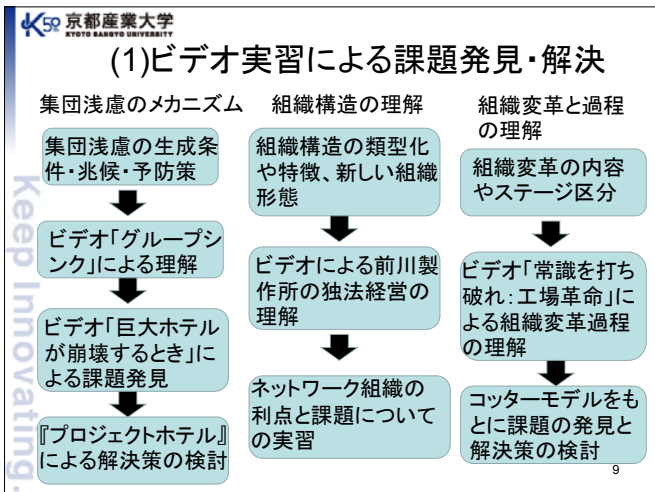 50th 京都産業大学
KYOTO SANGYO UNIVERSITY
(1)ビデオ実習による課題発見・解決
集団浅慮のメカニズム
集団浅慮の生成条
件・兆候・予防策
ビデオ「グループシ
ンク」による理解
ビデオ「巨大ホテル
が崩壊するとき」に
よる課題発見
『プロジェクトホテル』
による解決策の検討
組織構造の理解
組織構造の類型化
や特徴、新しい組織
形態
ビデオによる前川製
作所の独法経営の
理解
ネットワーク組織の
利点と課題について
の実習
組織変革と過程
の理解
組織変革の内容
やステージ区分
ビデオ「常識を打ち
破れ:工場革命」に
よる組織変革過程
の理解
コッターモデルをも
とに課題の発見と
解決策の検討
Keep Innovating.
9